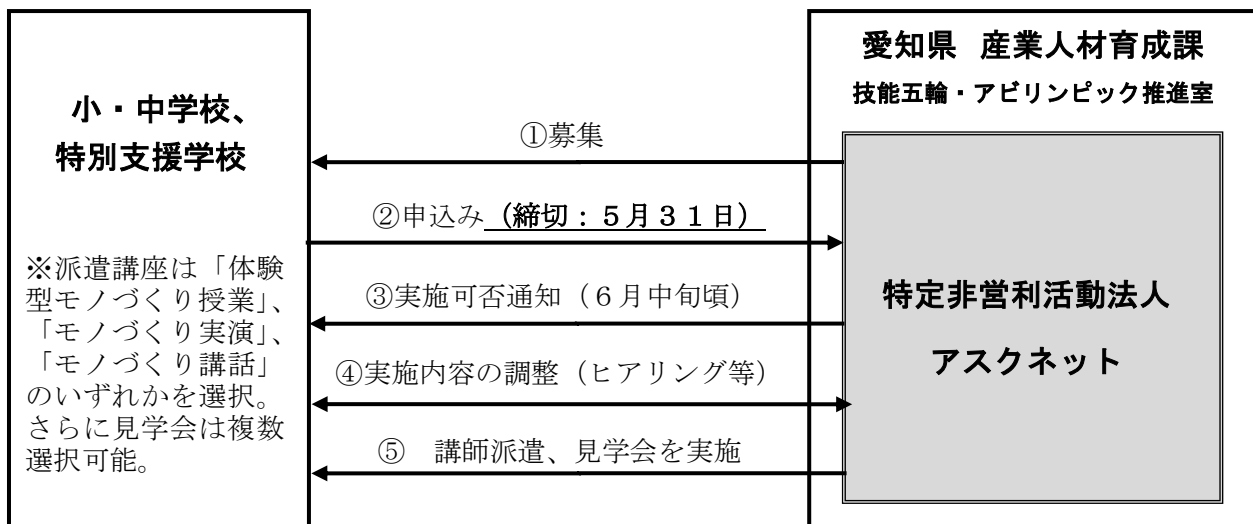 小・中学校、
特別支援学校
※派遣講座は「体験
型モノづくり授業」、
「モノづくり実演」、
「モノづくり講話」
のいずれかを選択。
さらに見学会は複数
選択可能。
①募集
②申込み（締切：５月３１日）
③実施可否通知（６月中旬頃）
④実施内容の調整（ヒアリング等）
⑤　講師派遣、見学会を実施
愛知県　産業人材育成課
技能五輪・アビリンピック推進室
特定非営利活動法人
アスクネット